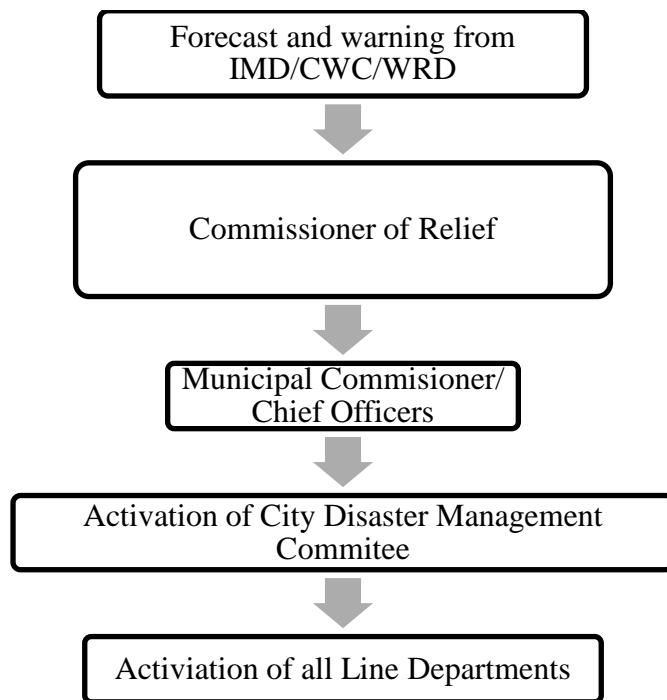 Forecast and warning from
IMD/CWC/WRD
Commissioner of Relief
Municipal Commisioner/
Chief Officers
Activation of City Disaster Management
Commitee
Activiation of all Line Departments